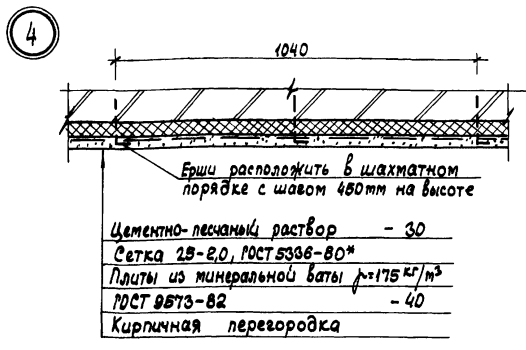 4
1040
Ерши расположить в шахматном
порядке с шагом 450mm на высоте
Цементно-песчаный раствор - 30
Сетка 25-2,0, ГОСТ 5336-80*
Плиты из минеральной ваты ρ=175 кг/m³
ГОСТ 9573-82 - 40
Кирпичная перегородка